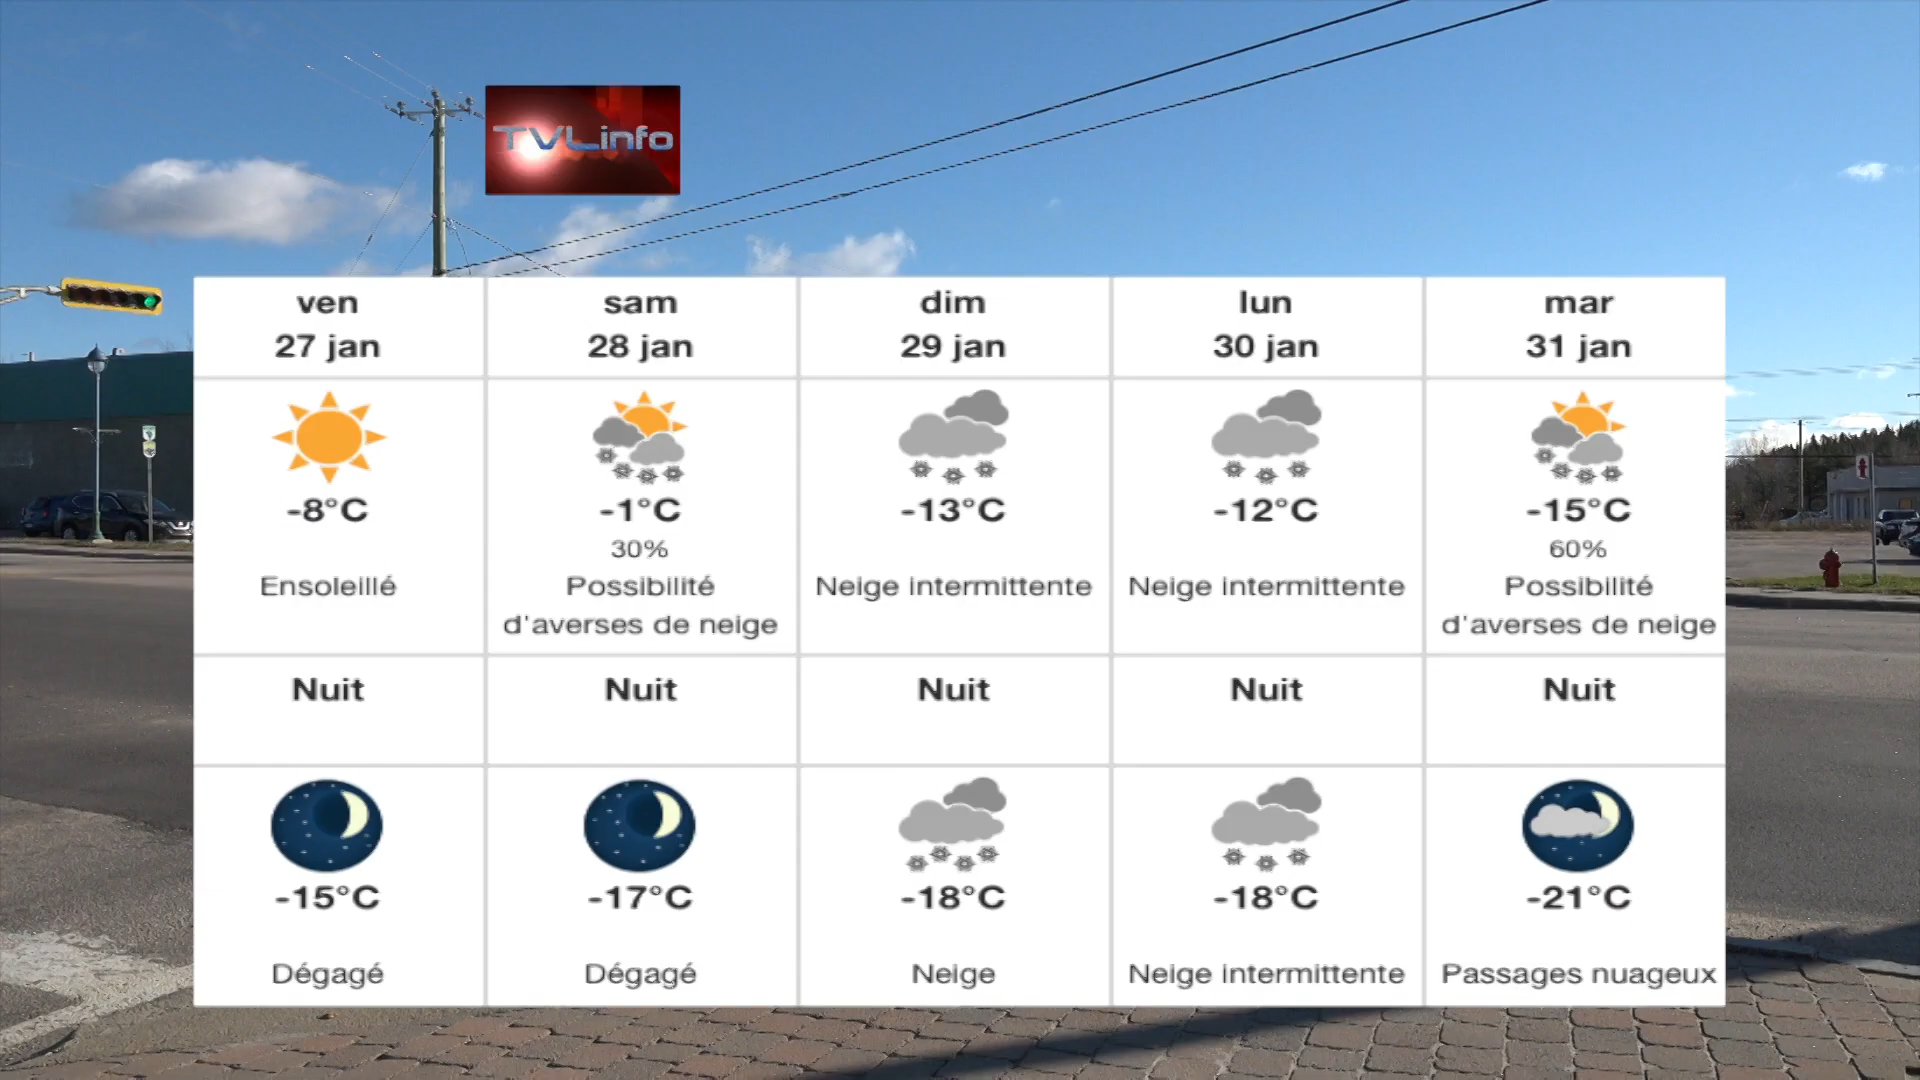 TVLinfo
ven
27 jan
sam
28 jan
dim
29 jan
lun
30 jan
mar
31 jan
-8°C
Ensoleillé
-1°C
30%
Possibilité
d'averses de neige
-13°C
Neige intermittente
-12°C
Neige intermittente
-15°C
60%
Possibilité
d'averses de neige
Nuit
Nuit
Nuit
Nuit
Nuit
-15°C
Dégagé
-17°C
Dégagé
-18°C
Neige
-18°C
Neige intermittente
-21°C
Passages nuageux